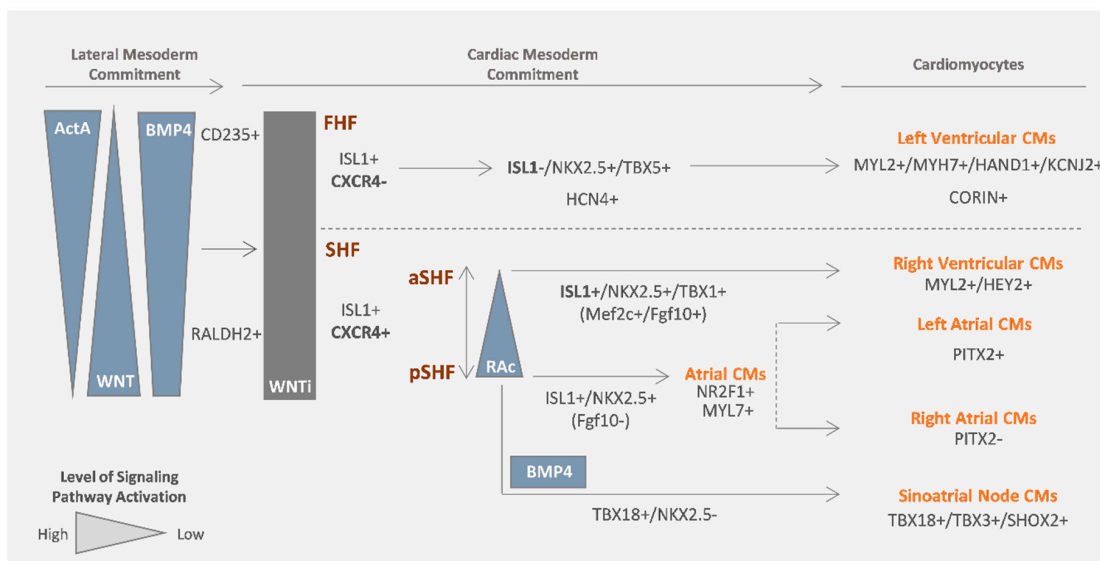 Lateral Mesoderm
Commitment
Cardiac Mesoderm
Commitment
Cardiomyocytes
ActA
WNT
BMP4
CD235+
RALDH2+
WNTi
FHF
ISL1+
CXCR4-
ISL1-/NKX2.5+/TBX5+
HCN4+
Left Ventricular CMs
MYL2+/MYH7+/HAND1+/KCNJ2+
CORIN+
SHF
ISL1+
CXCR4+
aSHF
pSHF
RAc
ISL1+/NKX2.5+/TBX1+
(Mef2c+/Fgf10+)
Right Ventricular CMs
MYL2+/HEY2+
ISL1+/NKX2.5+
(Fgf10-)
Atrial CMs
NR2F1+
MYL7+
Left Atrial CMs
PITX2+
Right Atrial CMs
PITX2-
BMP4
TBX18+/NKX2.5-
Sinoatrial Node CMs
TBX18+/TBX3+/SHOX2+
Level of Signaling
Pathway Activation
High
Low